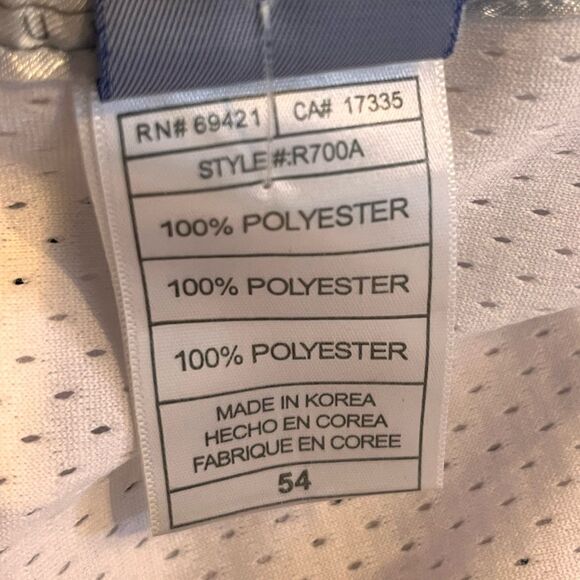 RN# 69421 CA# 17335
STYLE#:R700A
100% POLYESTER
100% POLYESTER
100% POLYESTER
MADE IN KOREA
HECHO EN COREA
FABRIQUE EN COREE
54